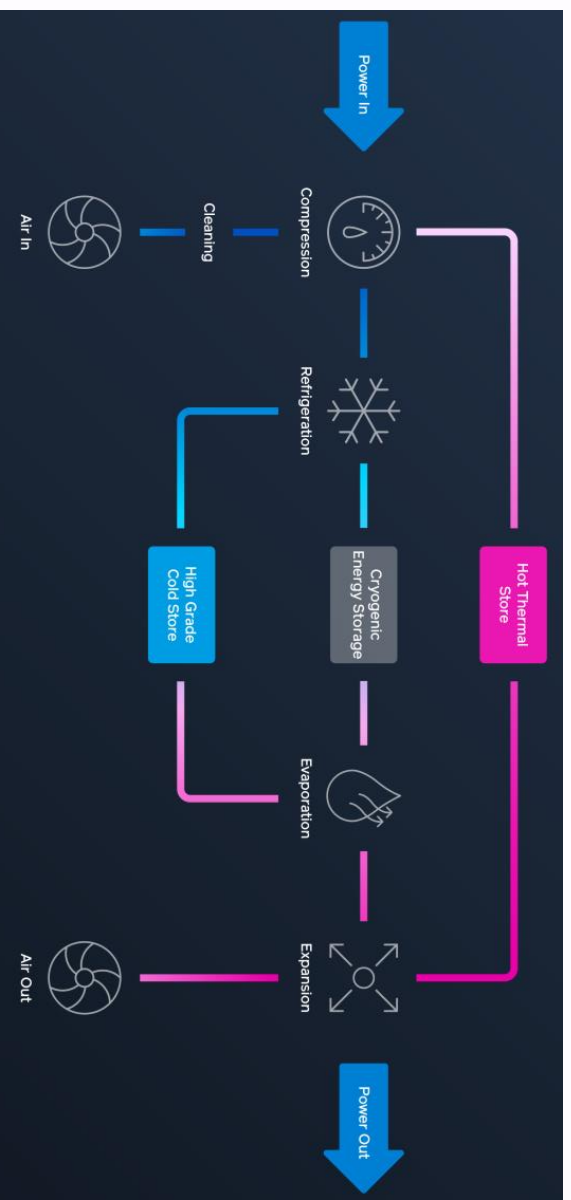 Power In
Hot Thermal
Store
Compression
Refrigeration
Cryogenic
Energy Storage
Evaporation
Expansion
Power Out
Cleaning
High Grade
Cold Store
Air In
Air Out